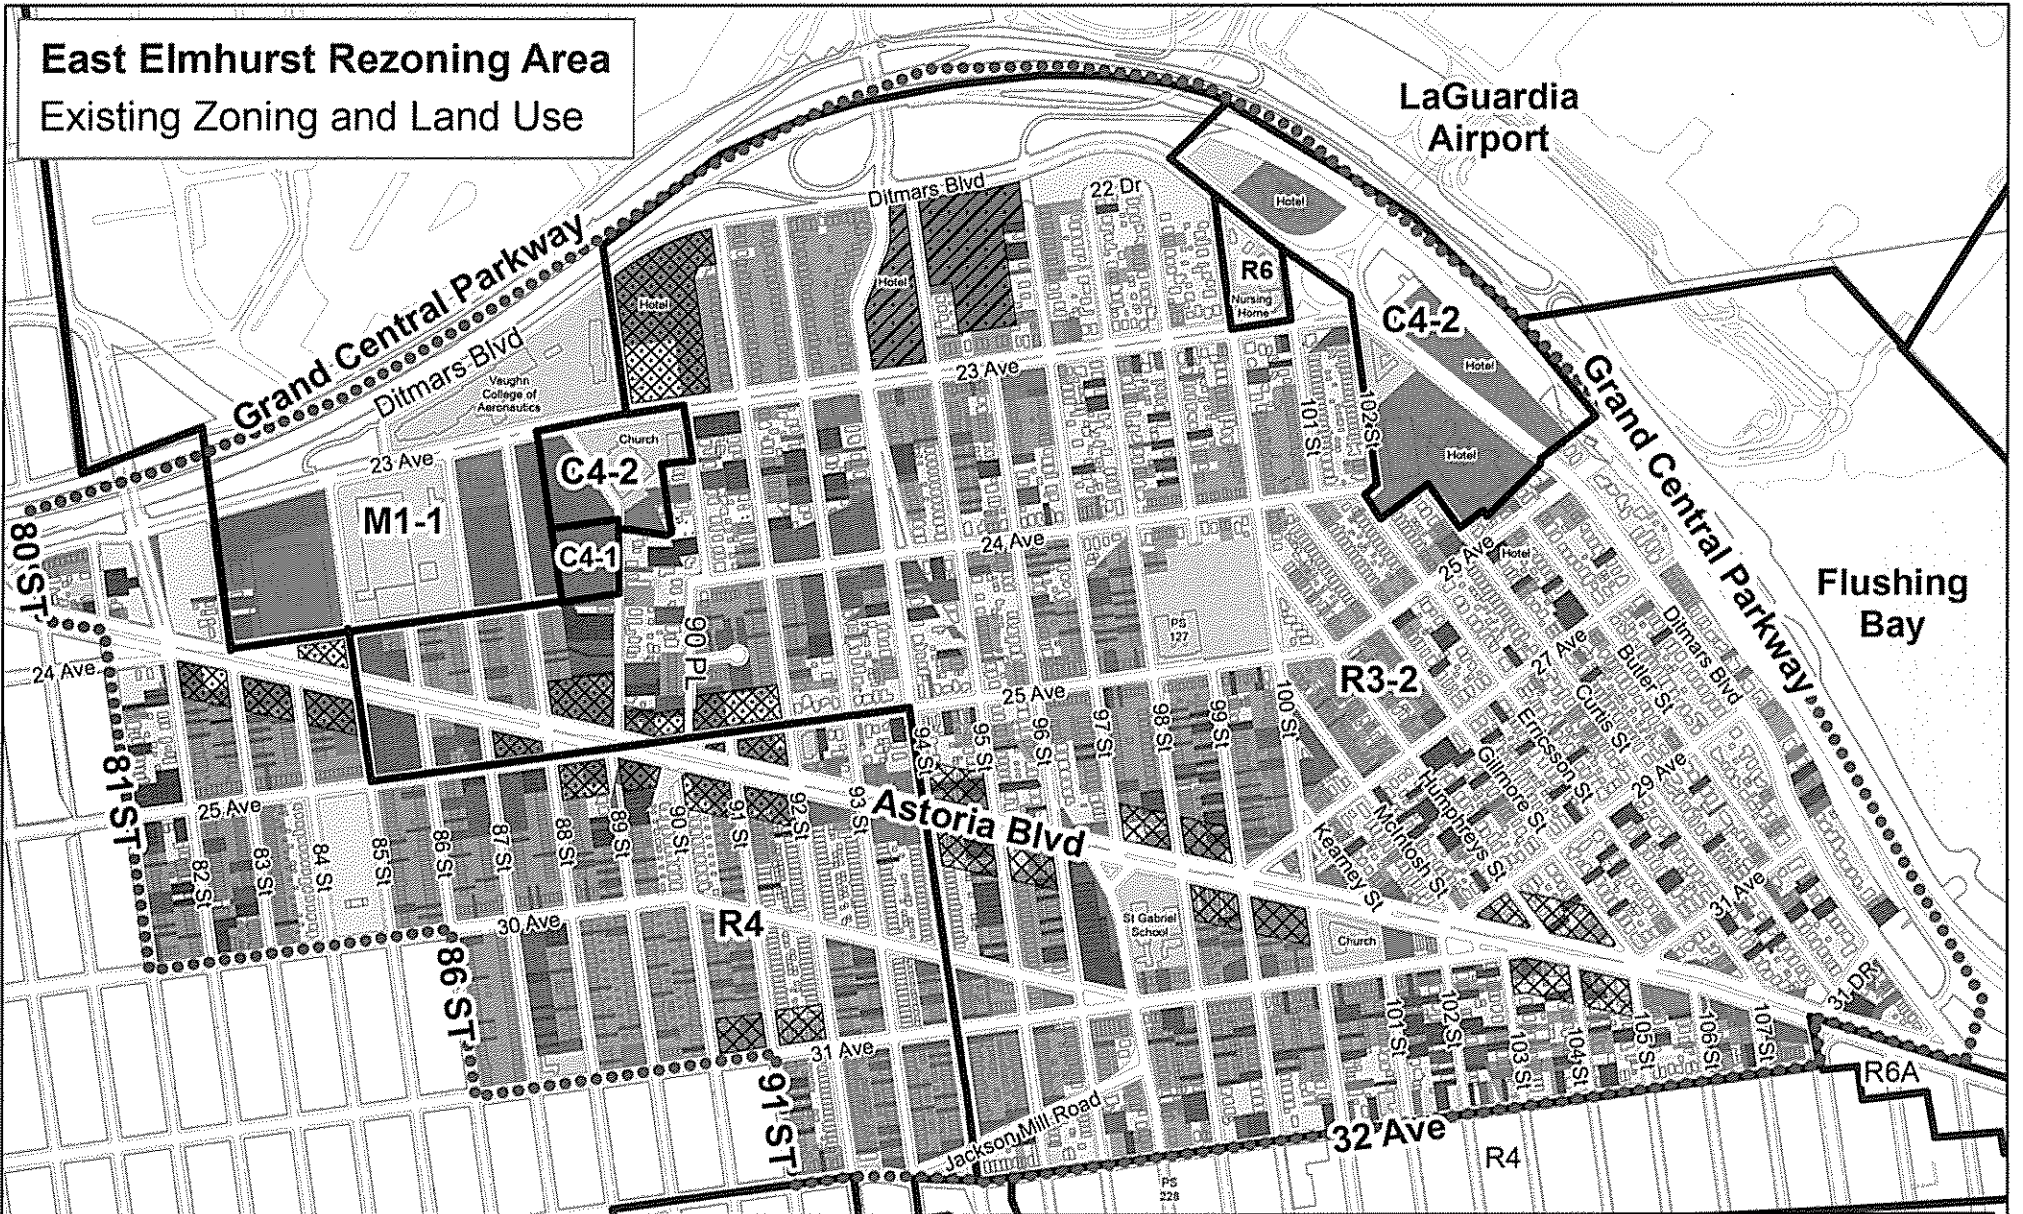 East Elmhurst Rezoning Area
Existing Zoning and Land Use
LaGuardia
Airport
Grand Central Parkway
Ditmars Blvd
Ditmars Blvd
22 Dr
Hotel
Hotel
Hotel
R6
Nursing
Home
C4-2
Hotel
Hotel
Vaughn
College of
Aeronautics
23 Ave
23 Ave
Church
C4-2
C4-1
M1-1
101 St
102 St
Grand Central Parkway
80 ST
24 Ave
24 Ave
25 Ave
Hotel
Flushing
Bay
PS
127
90 PL
R3-2
27 Ave
Butler St
Ditmars Blvd
Curtis St
Ericsson St
Gillmore St
Humphreys St
McIntosh St
Kearney St
29 Ave
31 Ave
25 Ave
94 St
95 St
96 St
97 St
98 St
99 St
100 St
81 ST
25 Ave
82 St
83 St
84 St
85 St
86 St
87 St
88 St
89 St
90 St
91 St
92 St
93 St
Astoria Blvd
30 Ave
R4
St Gabriel
School
Church
86 ST
31 Ave
91 ST
Jackson Mill Road
101 St
102 St
103 St
104 St
105 St
106 St
107 St
31 DR
R6A
32 Ave
R4
PS
228